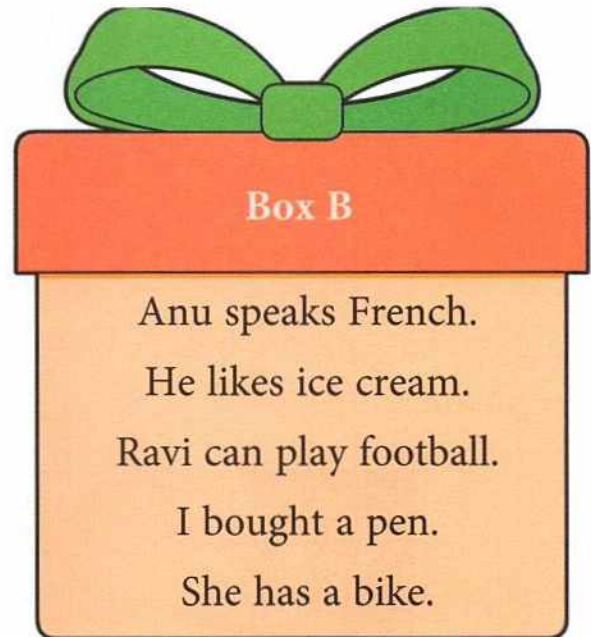 Box B
Anu speaks French.
He likes ice cream.
Ravi can play football.
I bought a pen.
She has a bike.